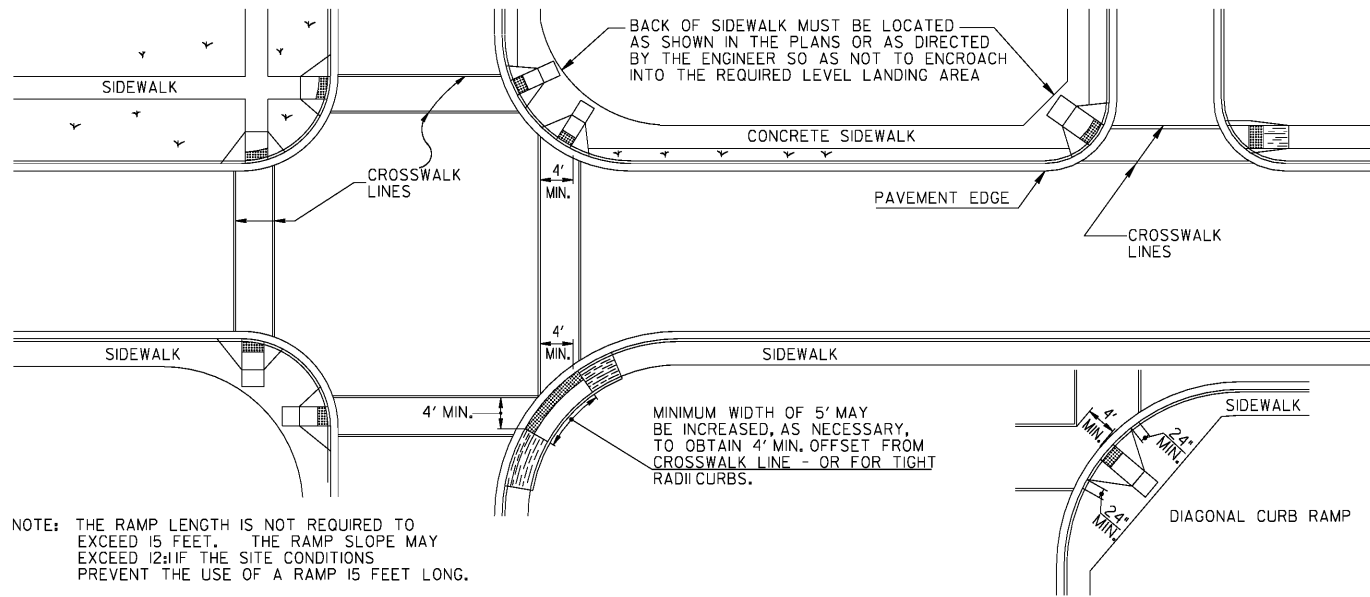 BACK OF SIDEWALK MUST BE LOCATED
AS SHOWN IN THE PLANS OR AS DIRECTED
BY THE ENGINEER SO AS NOT TO ENCROACH
INTO THE REQUIRED LEVEL LANDING AREA
SIDEWALK
CONCRETE SIDEWALK
CROSSWALK
LINES
4'
MIN.
PAVEMENT EDGE
CROSSWALK
LINES
SIDEWALK
4'
MIN.
SIDEWALK
4' MIN.
MINIMUM WIDTH OF 5' MAY
BE INCREASED, AS NECESSARY,
TO OBTAIN 4' MIN. OFFSET FROM
CROSSWALK LINE - OR FOR TIGHT
RADII CURBS.
4'
MIN.
SIDEWALK
24"
MIN.
24"
MIN.
DIAGONAL CURB RAMP
NOTE: THE RAMP LENGTH IS NOT REQUIRED TO
EXCEED 15 FEET. THE RAMP SLOPE MAY
EXCEED 12:1 IF THE SITE CONDITIONS
PREVENT THE USE OF A RAMP 15 FEET LONG.